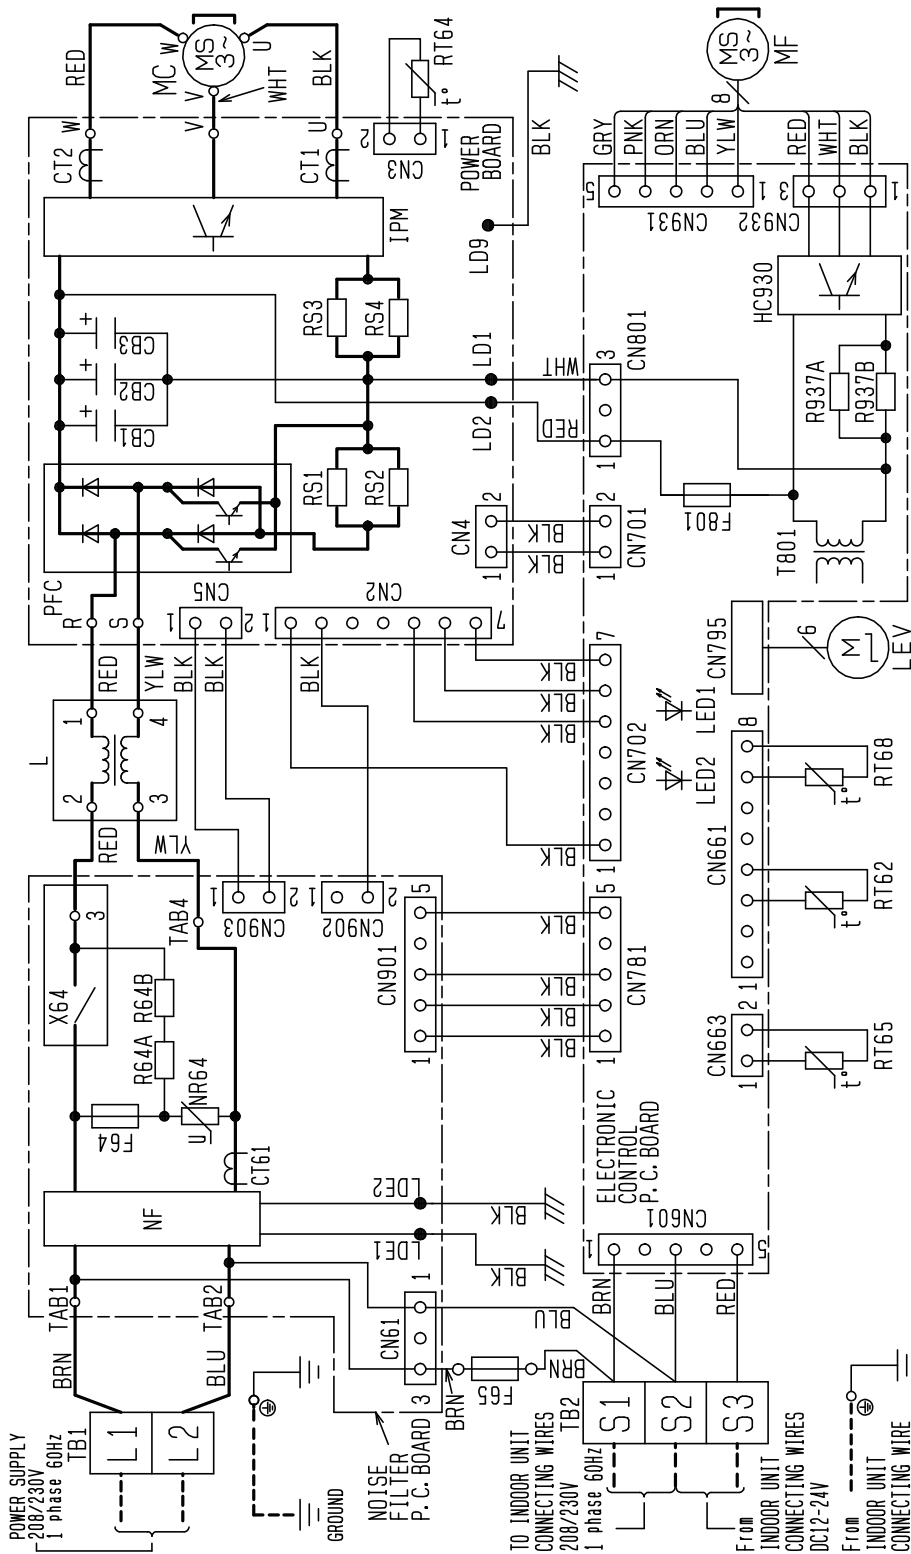 POWER SUPPLY
208/230V
1 phase 60Hz
TB1
L1
L2
GROUND
BRN
BLU
TAB1
TAB2
NF
LDE1
LDE2
BLK
BLK
CT61
F64
U
NR64
R64A
R64B
X64
3
TAB4
NOISE
FILTER
P.C. BOARD
CN61
1
3
BRN
F65
BRN
BLU
CN901
1
5
CN902
1
2
CN903
1
2
RED
YLW
L
2
1
3
4
RED
YLW
BLK
BLK
BLK
R
S
PFC
CN5
1
2
CN2
1
7
CN4
1
2
CB1
CB2
CB3
+
+
+
RS1
RS2
RS3
RS4
LD1
LD2
LD9
BLK
IPM
POWER
BOARD
CT2
CT1
W
V
U
RED
WHT
BLK
MC
W
V
U
MS
3~
CN3
2
1
RT64
t°
TO INDOOR UNIT
CONNECTING WIRES
208/230V
1 phase 60Hz
TB2
S1
S2
S3
From
INDOOR UNIT
CONNECTING WIRES
DC12-24V
From
INDOOR UNIT
CONNECTING WIRE
BRN
BLU
RED
CN601
1
5
ELECTRONIC
CONTROL
P.C. BOARD
CN781
1
5
BLK
BLK
BLK
BLK
CN702
1
7
BLK
BLK
BLK
BLK
CN701
1
2
BLK
BLK
CN801
1
3
RED
WHT
LED1
LED2
CN663
1
2
RT65
t°
CN661
1
8
RT62
t°
RT68
t°
CN795
6
M
LEV
T801
F801
R937A
R937B
HC930
CN931
5
1
CN932
3
1
GRY
PNK
ORN
BLU
YLW
RED
WHT
BLK
8
MS
3~
MF